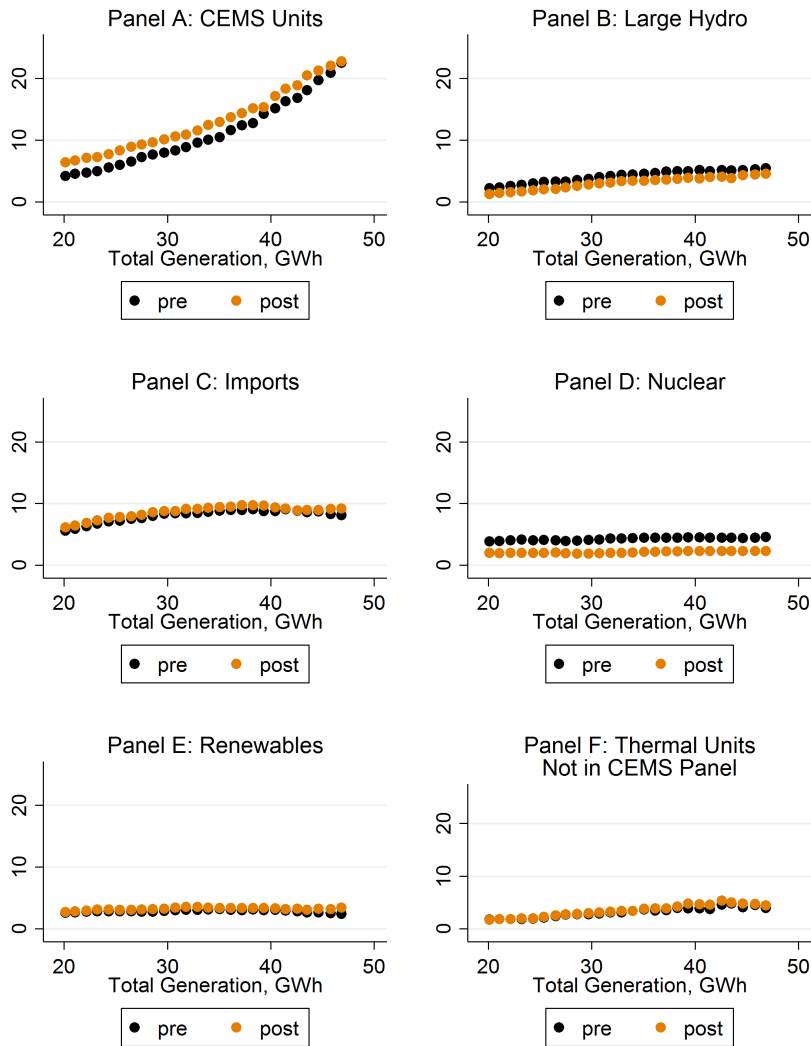 Panel A: CEMS Units
0 10 20
20 30 40 50
Total Generation, GWh
pre post
Panel B: Large Hydro
0 10 20
20 30 40 50
Total Generation, GWh
pre post
Panel C: Imports
0 10 20
20 30 40 50
Total Generation, GWh
pre post
Panel D: Nuclear
0 10 20
20 30 40 50
Total Generation, GWh
pre post
Panel E: Renewables
0 10 20
20 30 40 50
Total Generation, GWh
pre post
Panel F: Thermal Units
Not in CEMS Panel
0 10 20
20 30 40 50
Total Generation, GWh
pre post